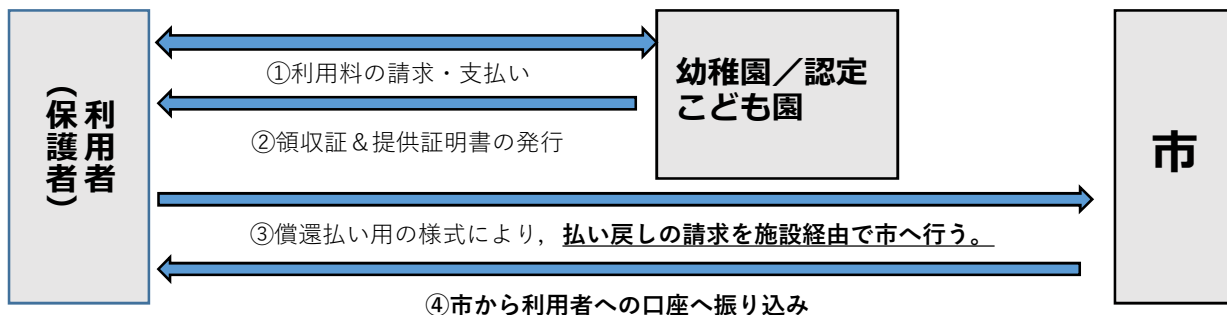 利用者
(保護者)
①利用料の請求・支払い
幼稚園／認定
こども園
②領収証＆提供証明書の発行
市
③償還払い用の様式により，払い戻しの請求を施設経由で市へ行う。
④市から利用者への口座へ振り込み